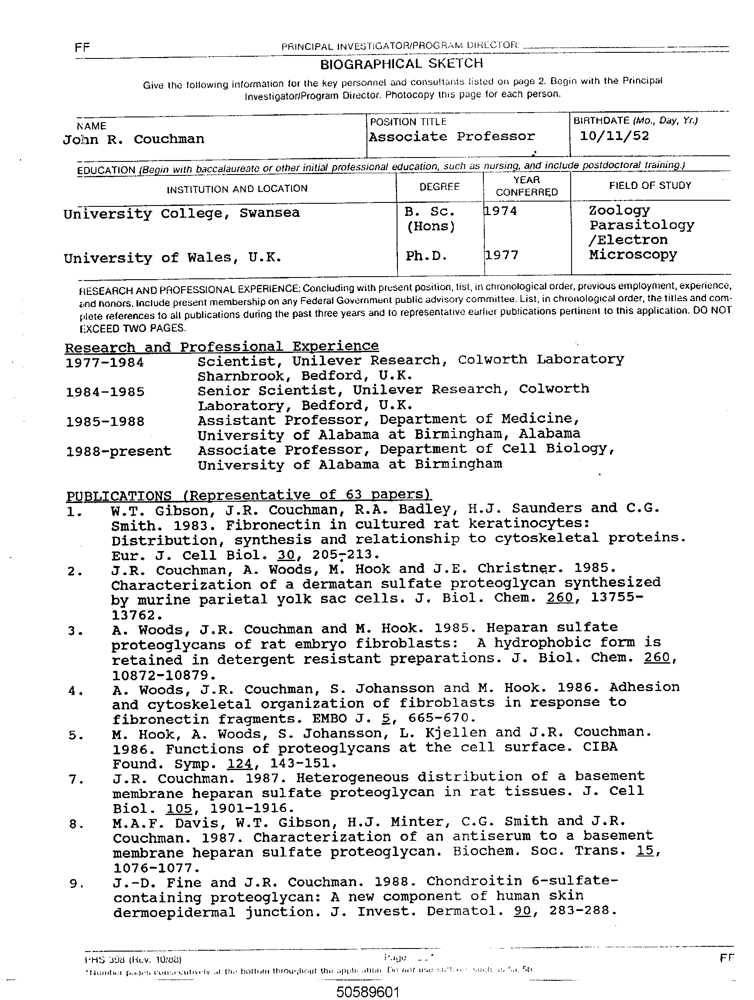 FF
PRINCIPAL INVESTIGATOR/PROGRAM DIRECTOR:
BIOGRAPHICAL SKETCH
Give the following information for the key personnel and consultants listed on page 2. Begin with the Principal
Investigator/Program Director. Photocopy this page for each person.
NAME
POSITION TITLE
BIRTHDATE (Mo., Day, Yr.)
John R. Couchman
Associate Professor
10/11/52
EDUCATION (Begin with baccalaureate or other initial professional education, such as nursing, and include postdoctoral training.)
INSTITUTION AND LOCATION
DEGREE
YEAR CONFERRED
FIELD OF STUDY
University College, Swansea B. Sc. 1974 Zoology
(Hons) Parasitology
/Electron
University of Wales, U.K. Ph.D. 1977 Microscopy
RESEARCH AND PROFESSIONAL EXPERIENCE: Concluding with present position, list, in chronological order, previous employment, experience,
and honors. Include present membership on any Federal Government public advisory committee. List, in chronological order, the titles and com-
plete references to all publications during the past three years and to representative earlier publications pertinent to this application. DO NOT
EXCEED TWO PAGES.
Research and Professional Experience
1977-1984 Scientist, Unilever Research, Colworth Laboratory
Sharnbrook, Bedford, U.K.
1984-1985 Senior Scientist, Unilever Research, Colworth
Laboratory, Bedford, U.K.
1985-1988 Assistant Professor, Department of Medicine,
University of Alabama at Birmingham, Alabama
1988-present Associate Professor, Department of Cell Biology,
University of Alabama at Birmingham
PUBLICATIONS (Representative of 63 papers)
1. W.T. Gibson, J.R. Couchman, R.A. Badley, H.J. Saunders and C.G.
Smith. 1983. Fibronectin in cultured rat keratinocytes:
Distribution, synthesis and relationship to cytoskeletal proteins.
Eur. J. Cell Biol. 30, 205-213.
2. J.R. Couchman, A. Woods, M. Hook and J.E. Christner. 1985.
Characterization of a dermatan sulfate proteoglycan synthesized
by murine parietal yolk sac cells. J. Biol. Chem. 260, 13755-
13762.
3. A. Woods, J.R. Couchman and M. Hook. 1985. Heparan sulfate
proteoglycans of rat embryo fibroblasts: A hydrophobic form is
retained in detergent resistant preparations. J. Biol. Chem. 260,
10872-10879.
4. A. Woods, J.R. Couchman, S. Johansson and M. Hook. 1986. Adhesion
and cytoskeletal organization of fibroblasts in response to
fibronectin fragments. EMBO J. 5, 665-670.
5. M. Hook, A. Woods, S. Johansson, L. Kjellen and J.R. Couchman.
1986. Functions of proteoglycans at the cell surface. CIBA
Found. Symp. 124, 143-151.
7. J.R. Couchman. 1987. Heterogeneous distribution of a basement
membrane heparan sulfate proteoglycan in rat tissues. J. Cell
Biol. 105, 1901-1916.
8. M.A.F. Davis, W.T. Gibson, H.J. Minter, C.G. Smith and J.R.
Couchman. 1987. Characterization of an antiserum to a basement
membrane heparan sulfate proteoglycan. Biochem. Soc. Trans. 15,
1076-1077.
9. J.-D. Fine and J.R. Couchman. 1988. Chondroitin 6-sulfate-
containing proteoglycan: A new component of human skin
dermoepidermal junction. J. Invest. Dermatol. 90, 283-288.
PHS 398 (Rev. 10/88)
Page
FF
*Number pages consecutively at the bottom throughout the application. Do not use suffixes such as 5a, 5b.
50589601